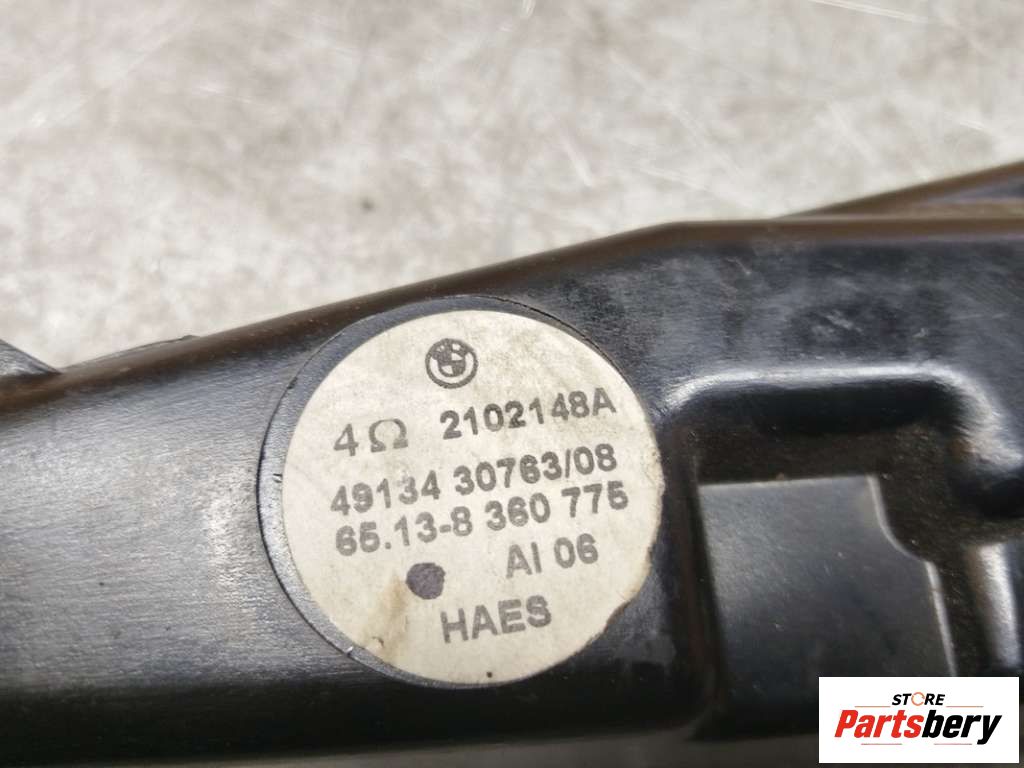 4Ω 2102148A
49134 30763/08
65.13-8 360 775
AI 06
HAES
STORE
Partsbery